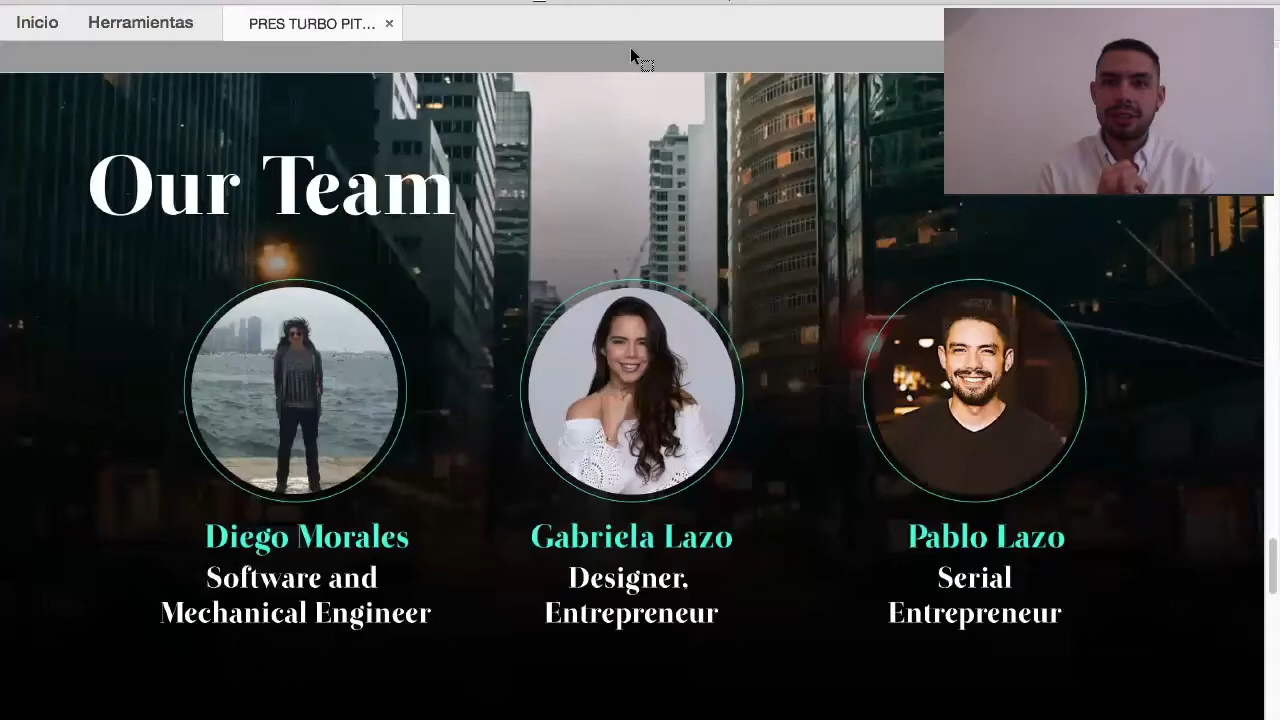 Inicio
Herramientas
PRES TURBO PIT...
Our Team
Diego Morales
Software and
Mechanical Engineer
Gabriela Lazo
Designer,
Entrepreneur
Pablo Lazo
Serial
Entrepreneur